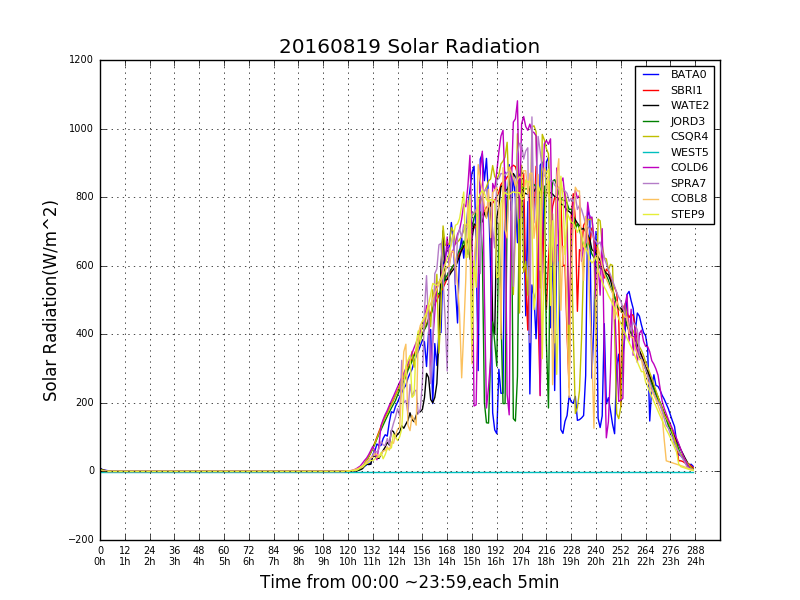 20160819 Solar Radiation
1200
1000
800
600
400
200
0
−200
Solar Radiation(W/m^2)
BATA0
SBRI1
WATE2
JORD3
CSQR4
WEST5
COLD6
SPRA7
COBL8
STEP9
0 12 24 36 48 60 72 84 96 108 120 132 144 156 168 180 192 204 216 228 240 252 264 276 288
0h 1h 2h 3h 4h 5h 6h 7h 8h 9h 10h 11h 12h 13h 14h 15h 16h 17h 18h 19h 20h 21h 22h 23h 24h
Time from 00:00 ~23:59,each 5min